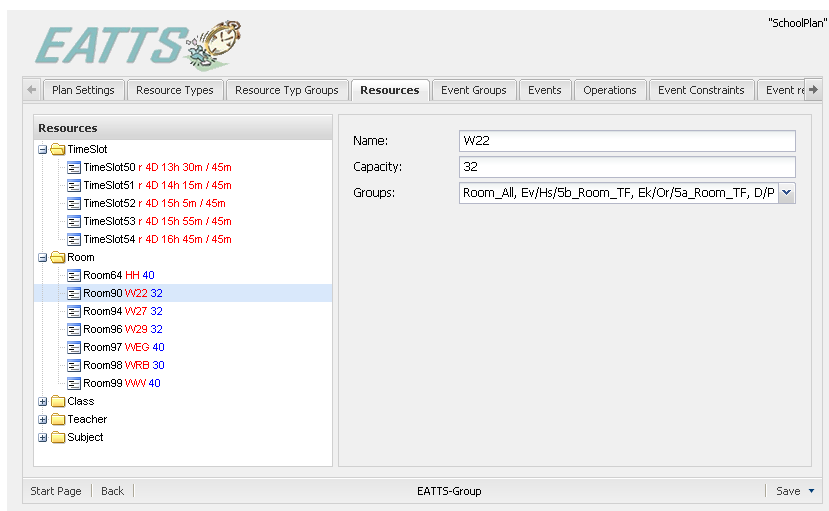 "SchoolPlan"
EATTS
Plan Settings Resource Types Resource Typ Groups Resources Event Groups Events Operations Event Constraints Event re
Resources
TimeSlot
TimeSlot50 r 4D 13h 30m / 45m
TimeSlot51 r 4D 14h 15m / 45m
TimeSlot52 r 4D 15h 5m / 45m
TimeSlot53 r 4D 15h 55m / 45m
TimeSlot54 r 4D 16h 45m / 45m
Room
Room64 HH 40
Room90 W22 32
Room94 W27 32
Room96 W29 32
Room97 WEG 40
Room98 WRB 30
Room99 WW 40
Class
Teacher
Subject
Name: W22
Capacity: 32
Groups: Room_All, Ev/Hs/5b_Room_TF, Ek/Or/5a_Room_TF, D/P
Start Page Back EATTS-Group Save